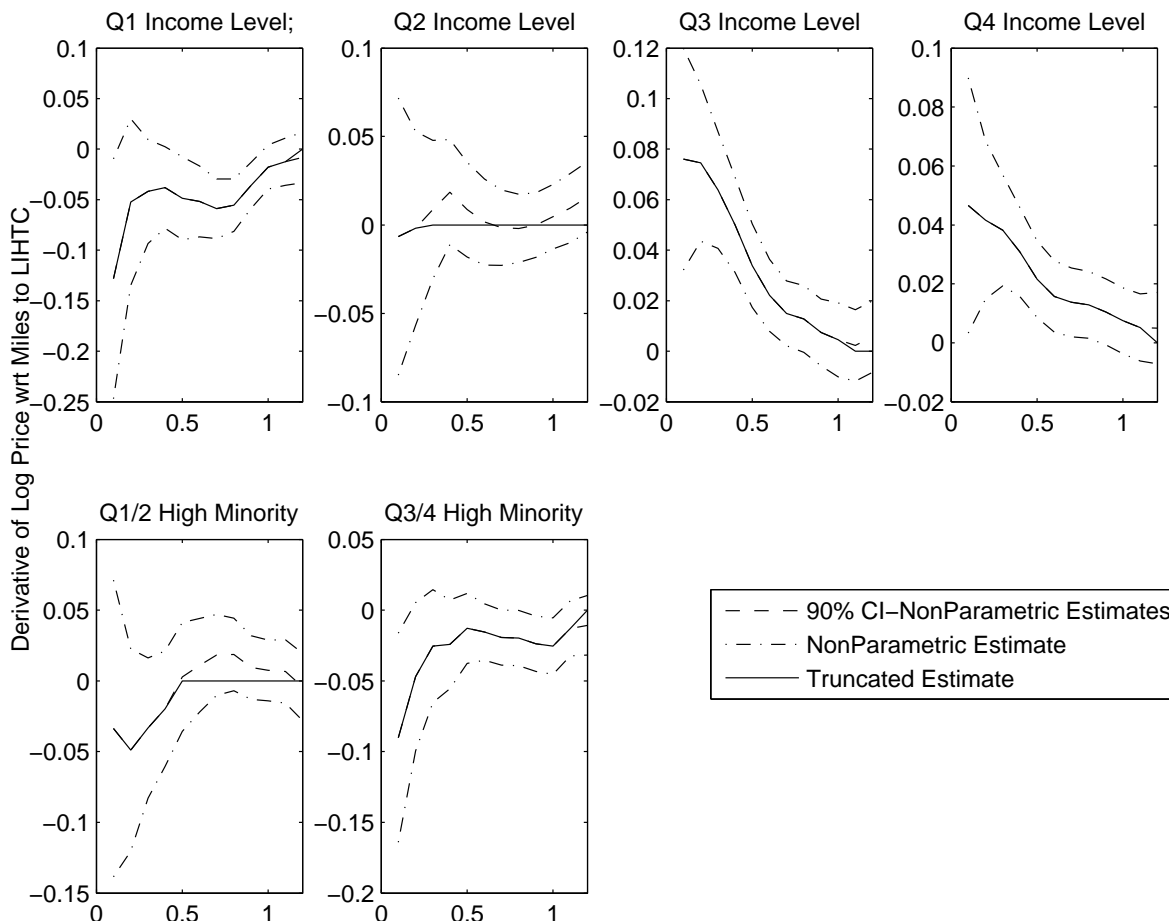 Derivative of Log Price wrt Miles to LIHTC
Q1 Income Level;
0.1
0.05
0
−0.05
−0.1
−0.15
−0.2
−0.25
0 0.5 1
Q2 Income Level
0.1
0.05
0
−0.05
−0.1
0 0.5 1
Q3 Income Level
0.12
0.1
0.08
0.06
0.04
0.02
0
−0.02
0 0.5 1
Q4 Income Level
0.1
0.08
0.06
0.04
0.02
0
−0.02
0 0.5 1
Q1/2 High Minority
0.1
0.05
0
−0.05
−0.1
−0.15
0 0.5 1
Q3/4 High Minority
0.05
0
−0.05
−0.1
−0.15
−0.2
0 0.5 1
90% CI−NonParametric Estimates
NonParametric Estimate
Truncated Estimate